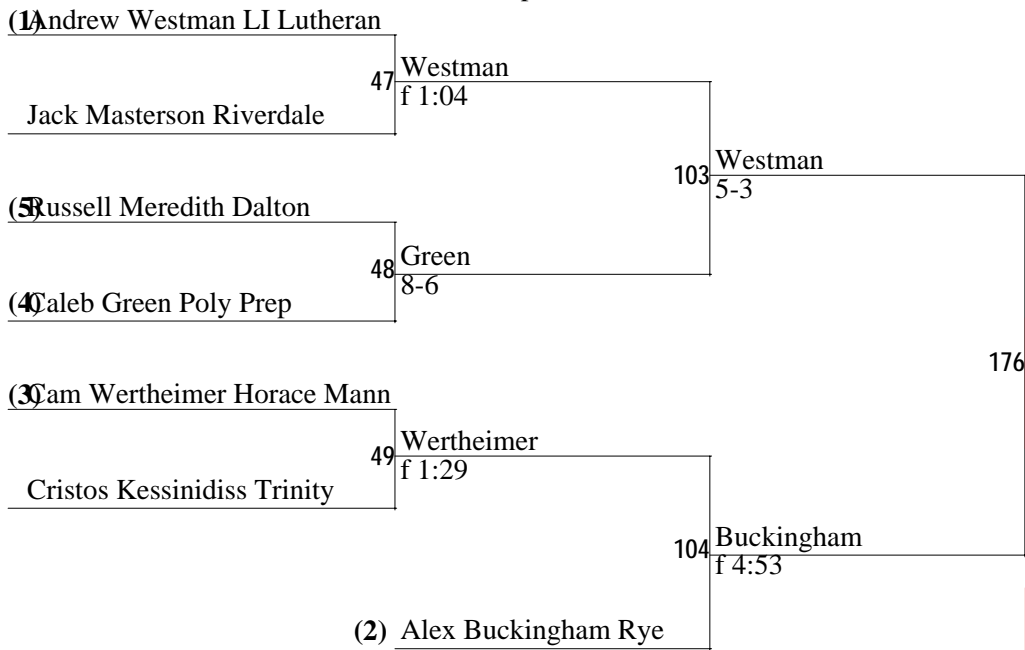 (1) Andrew Westman LI Lutheran
47 Westman
f 1:04
Jack Masterson Riverdale
103 Westman
5-3
(5) Russell Meredith Dalton
48 Green
8-6
(4) Caleb Green Poly Prep
176
(3) Cam Wertheimer Horace Mann
49 Wertheimer
f 1:29
Cristos Kessinidiss Trinity
104 Buckingham
f 4:53
(2) Alex Buckingham Rye